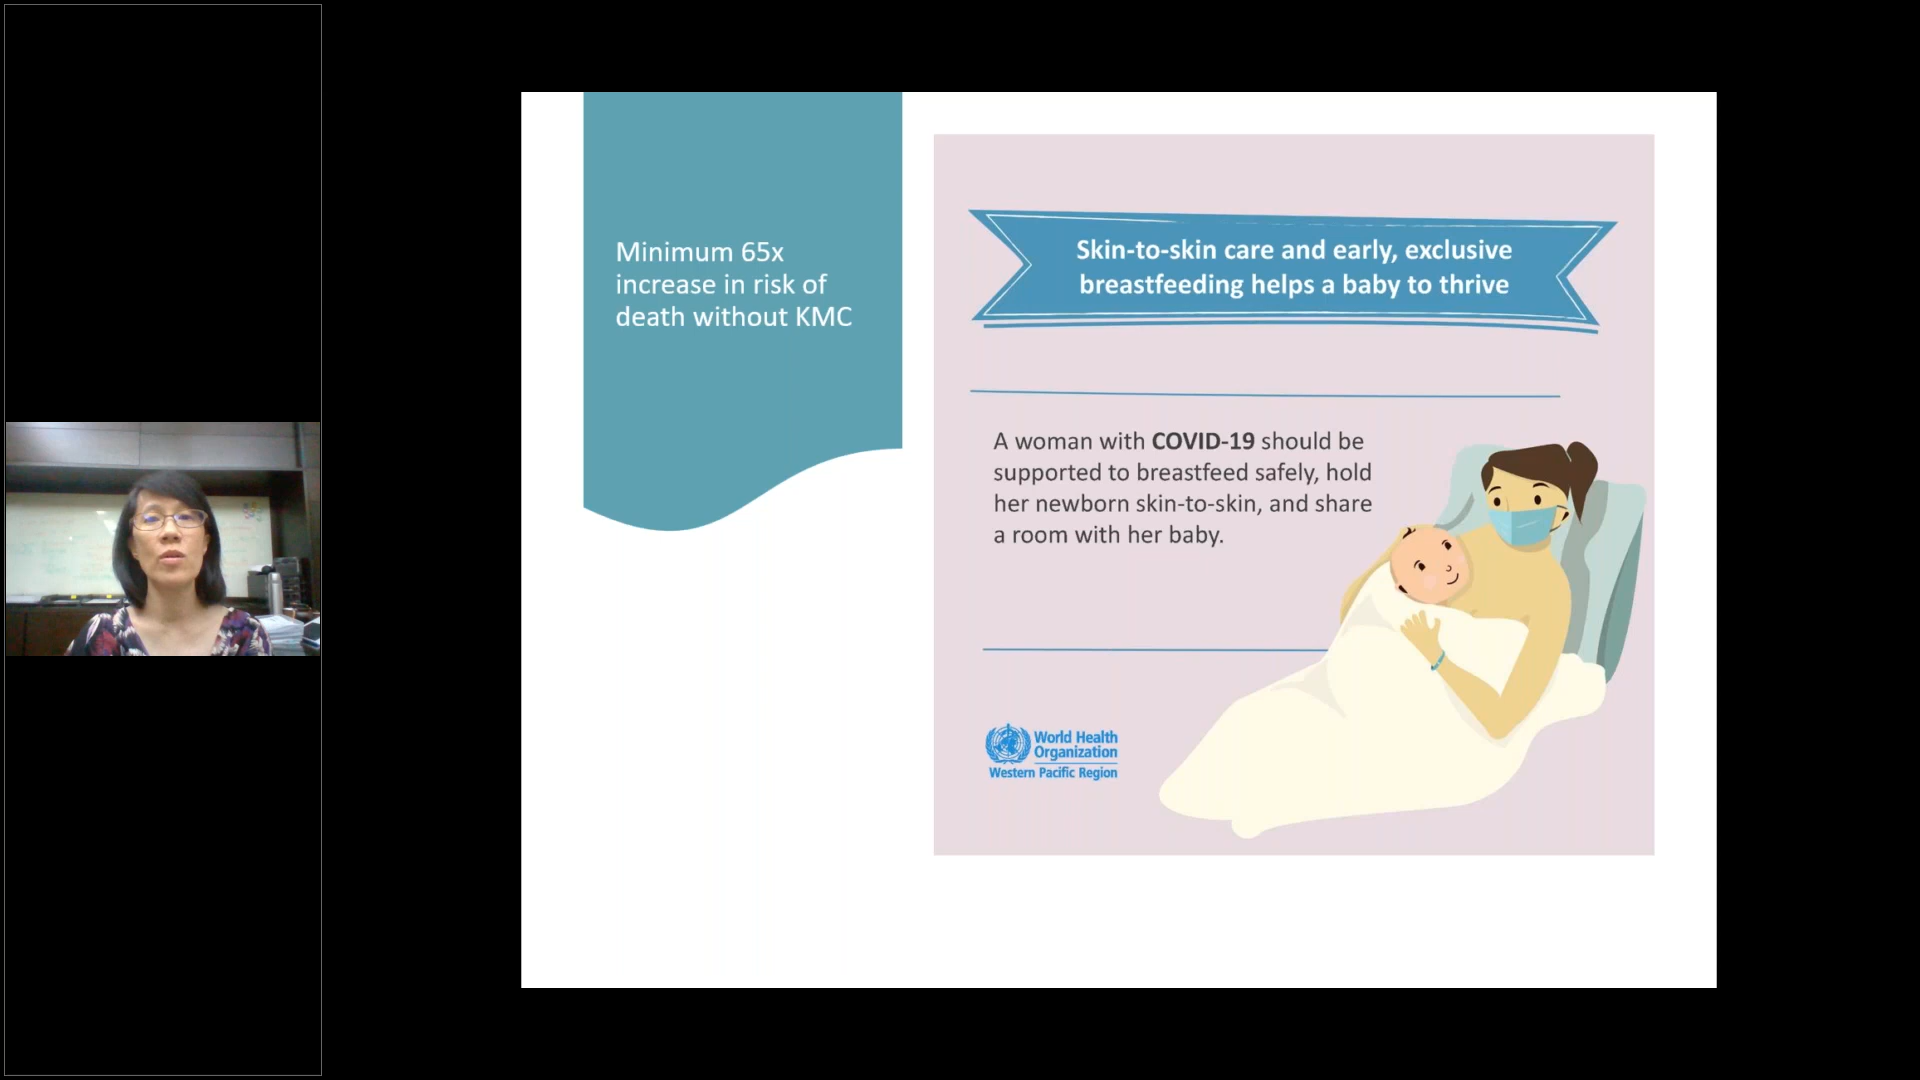 Minimum 65x
increase in risk of
death without KMC
Skin-to-skin care and early, exclusive
breastfeeding helps a baby to thrive
A woman with COVID-19 should be
supported to breastfeed safely, hold
her newborn skin-to-skin, and share
a room with her baby.
World Health
Organization
Western Pacific Region